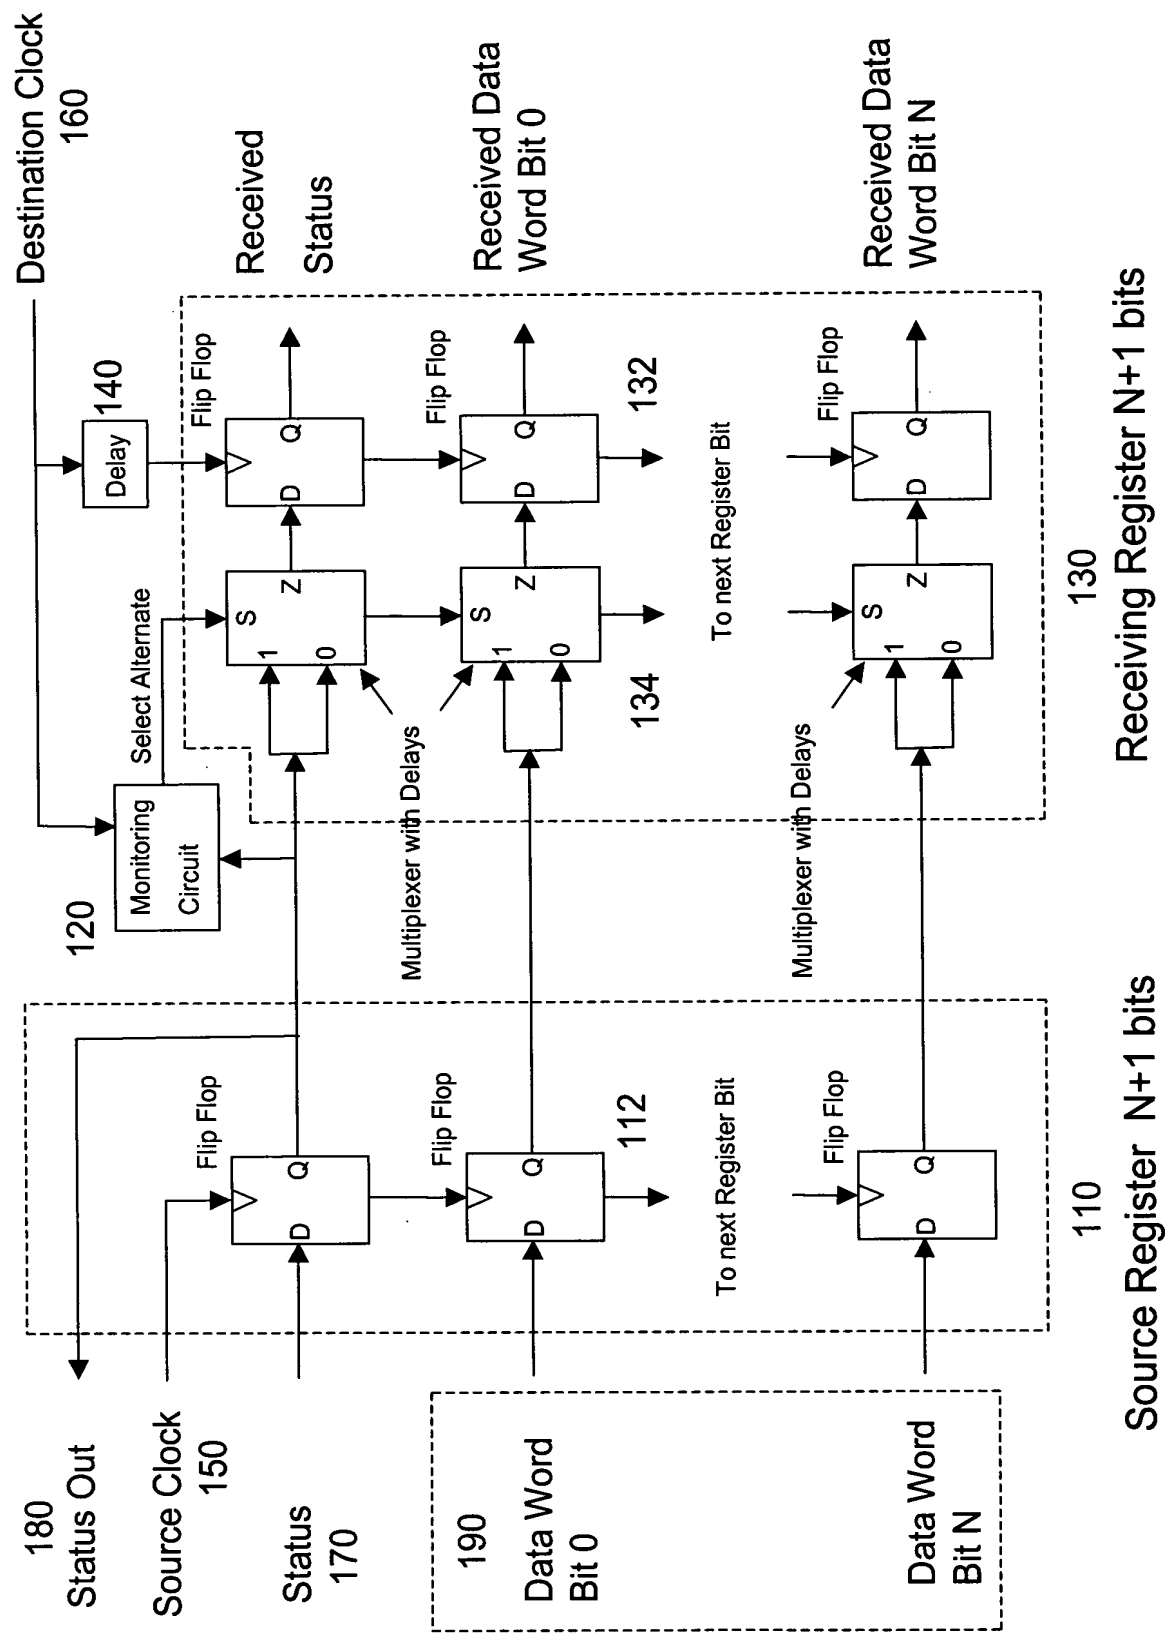 180
Status Out
Source Clock
150
Status
170
190
Data Word
Bit 0
Data Word
Bit N
Flip Flop
D
Q
Flip Flop
D
Q
112
To next Register Bit
Flip Flop
D
Q
110
Source Register N+1 bits
120
Monitoring
Circuit
Select Alternate
Multiplexer with Delays
Multiplexer with Delays
1
0
S
Z
1
0
S
Z
134
To next Register Bit
1
0
S
Z
Destination Clock
160
Delay
140
Flip Flop
D
Q
Flip Flop
D
Q
132
Flip Flop
D
Q
130
Receiving Register N+1 bits
Received
Status
Received Data
Word Bit 0
Received Data
Word Bit N